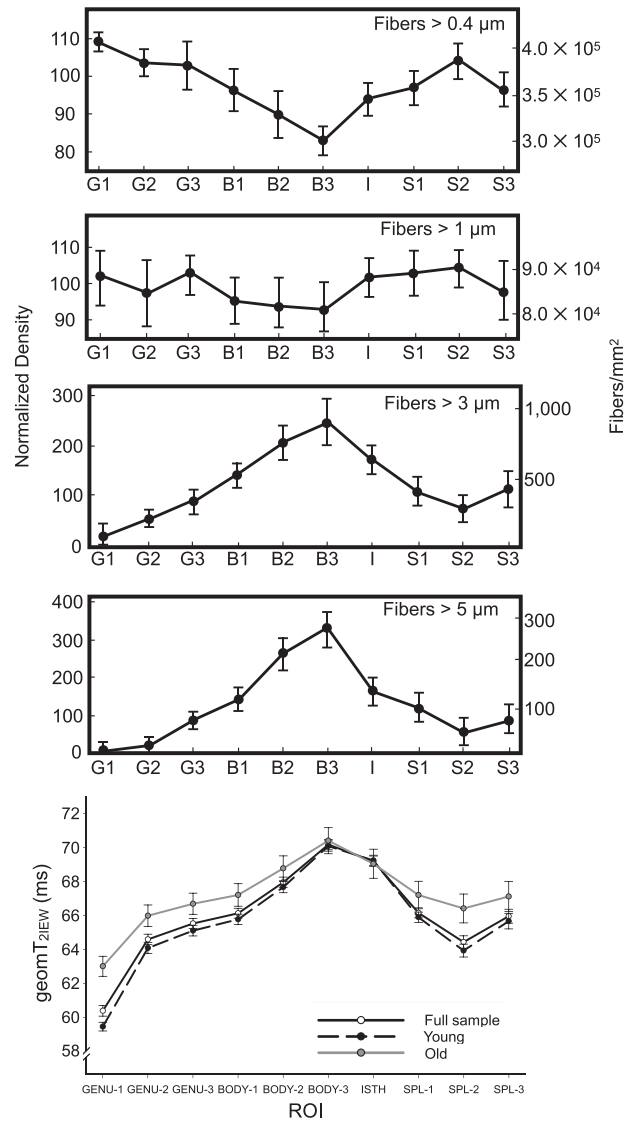 Fibers > 0.4 µm
110
100
90
80
4.0 × 10⁵
3.5 × 10⁵
3.0 × 10⁵
G1 G2 G3 B1 B2 B3 I S1 S2 S3
Fibers > 1 µm
110
100
90
9.0 × 10⁴
8.0 × 10⁴
G1 G2 G3 B1 B2 B3 I S1 S2 S3
Normalized Density
Fibers/mm²
Fibers > 3 µm
300
200
100
0
1,000
500
G1 G2 G3 B1 B2 B3 I S1 S2 S3
Fibers > 5 µm
400
300
200
100
0
300
200
100
G1 G2 G3 B1 B2 B3 I S1 S2 S3
72
70
68
66
64
62
60
58
geomT2IEW (ms)
Full sample
Young
Old
GENU-1 GENU-2 GENU-3 BODY-1 BODY-2 BODY-3 ISTH SPL-1 SPL-2 SPL-3
ROI